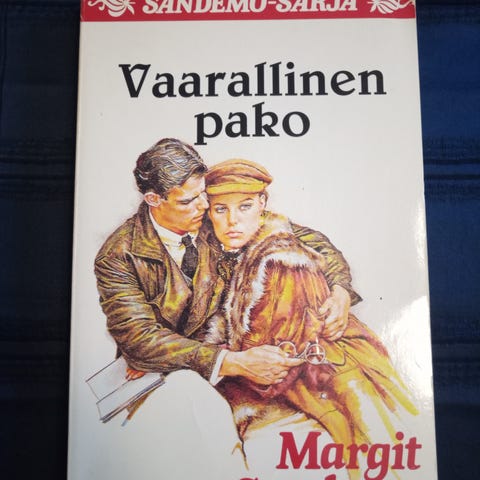 SANDEMO-SARJA
Vaarallinen
pako
Margit